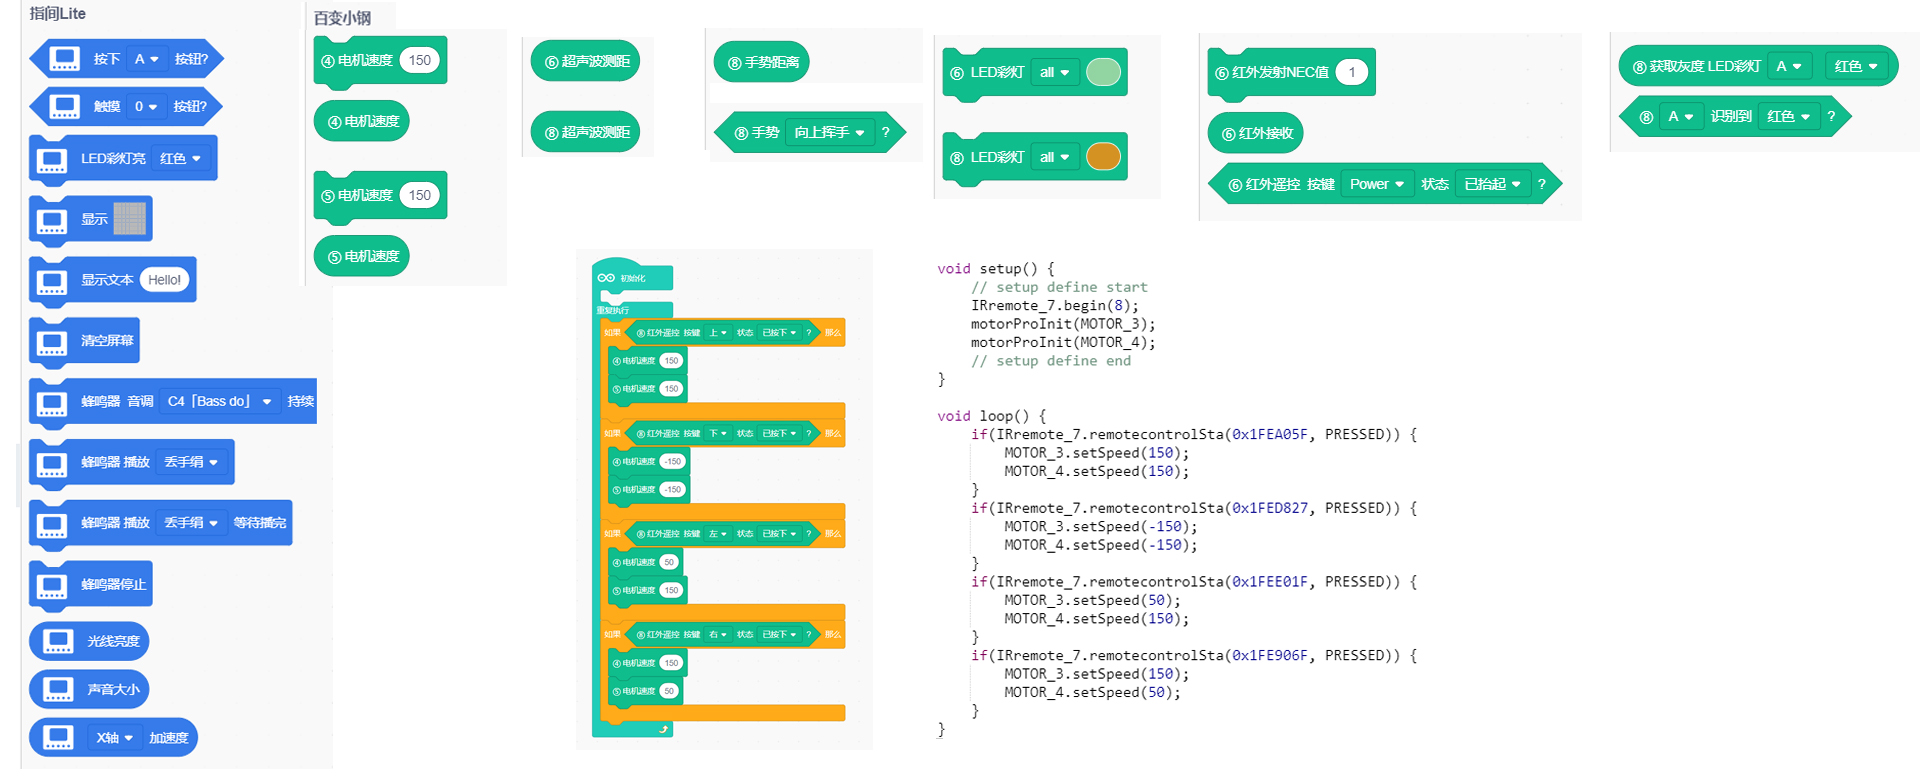 指间Lite
按下 A 按钮?
触摸 0 按钮?
LED彩灯亮 红色
显示
显示文本 Hello!
清空屏幕
蜂鸣器 音调 C4「Bass do」 持续
蜂鸣器 播放 丢手绢
蜂鸣器 播放 丢手绢 等待播完
蜂鸣器停止
光线亮度
声音大小
X轴 加速度
百变小钢
④ 电机速度 150
④ 电机速度
⑤ 电机速度 150
⑤ 电机速度
⑥ 超声波测距
⑧ 超声波测距
⑧ 手势距离
⑧ 手势 向上挥手 ?
⑥ LED彩灯 all
⑧ LED彩灯 all
⑥ 红外发射NEC值 1
⑥ 红外接收
⑥ 红外遥控 按键 Power 状态 已抬起 ?
⑧ 获取灰度 LED彩灯 A 红色
⑧ A 识别到 红色 ?
初始化
重复执行
如果 ⑧ 红外遥控 按键 上 状态 已按下 ? 那么
④ 电机速度 150
⑤ 电机速度 150
如果 ⑧ 红外遥控 按键 下 状态 已按下 ? 那么
④ 电机速度 -150
⑤ 电机速度 -150
如果 ⑧ 红外遥控 按键 左 状态 已按下 ? 那么
④ 电机速度 50
⑤ 电机速度 150
如果 ⑧ 红外遥控 按键 右 状态 已按下 ? 那么
④ 电机速度 150
⑤ 电机速度 50
void setup() {
// setup define start
IRremote_7.begin(8);
motorProInit(MOTOR_3);
motorProInit(MOTOR_4);
// setup define end
}
void loop() {
if(IRremote_7.remotecontrolSta(0x1FEA05F, PRESSED)) {
MOTOR_3.setSpeed(150);
MOTOR_4.setSpeed(150);
}
if(IRremote_7.remotecontrolSta(0x1FED827, PRESSED)) {
MOTOR_3.setSpeed(-150);
MOTOR_4.setSpeed(-150);
}
if(IRremote_7.remotecontrolSta(0x1FEE01F, PRESSED)) {
MOTOR_3.setSpeed(50);
MOTOR_4.setSpeed(150);
}
if(IRremote_7.remotecontrolSta(0x1FE906F, PRESSED)) {
MOTOR_3.setSpeed(150);
MOTOR_4.setSpeed(50);
}
}